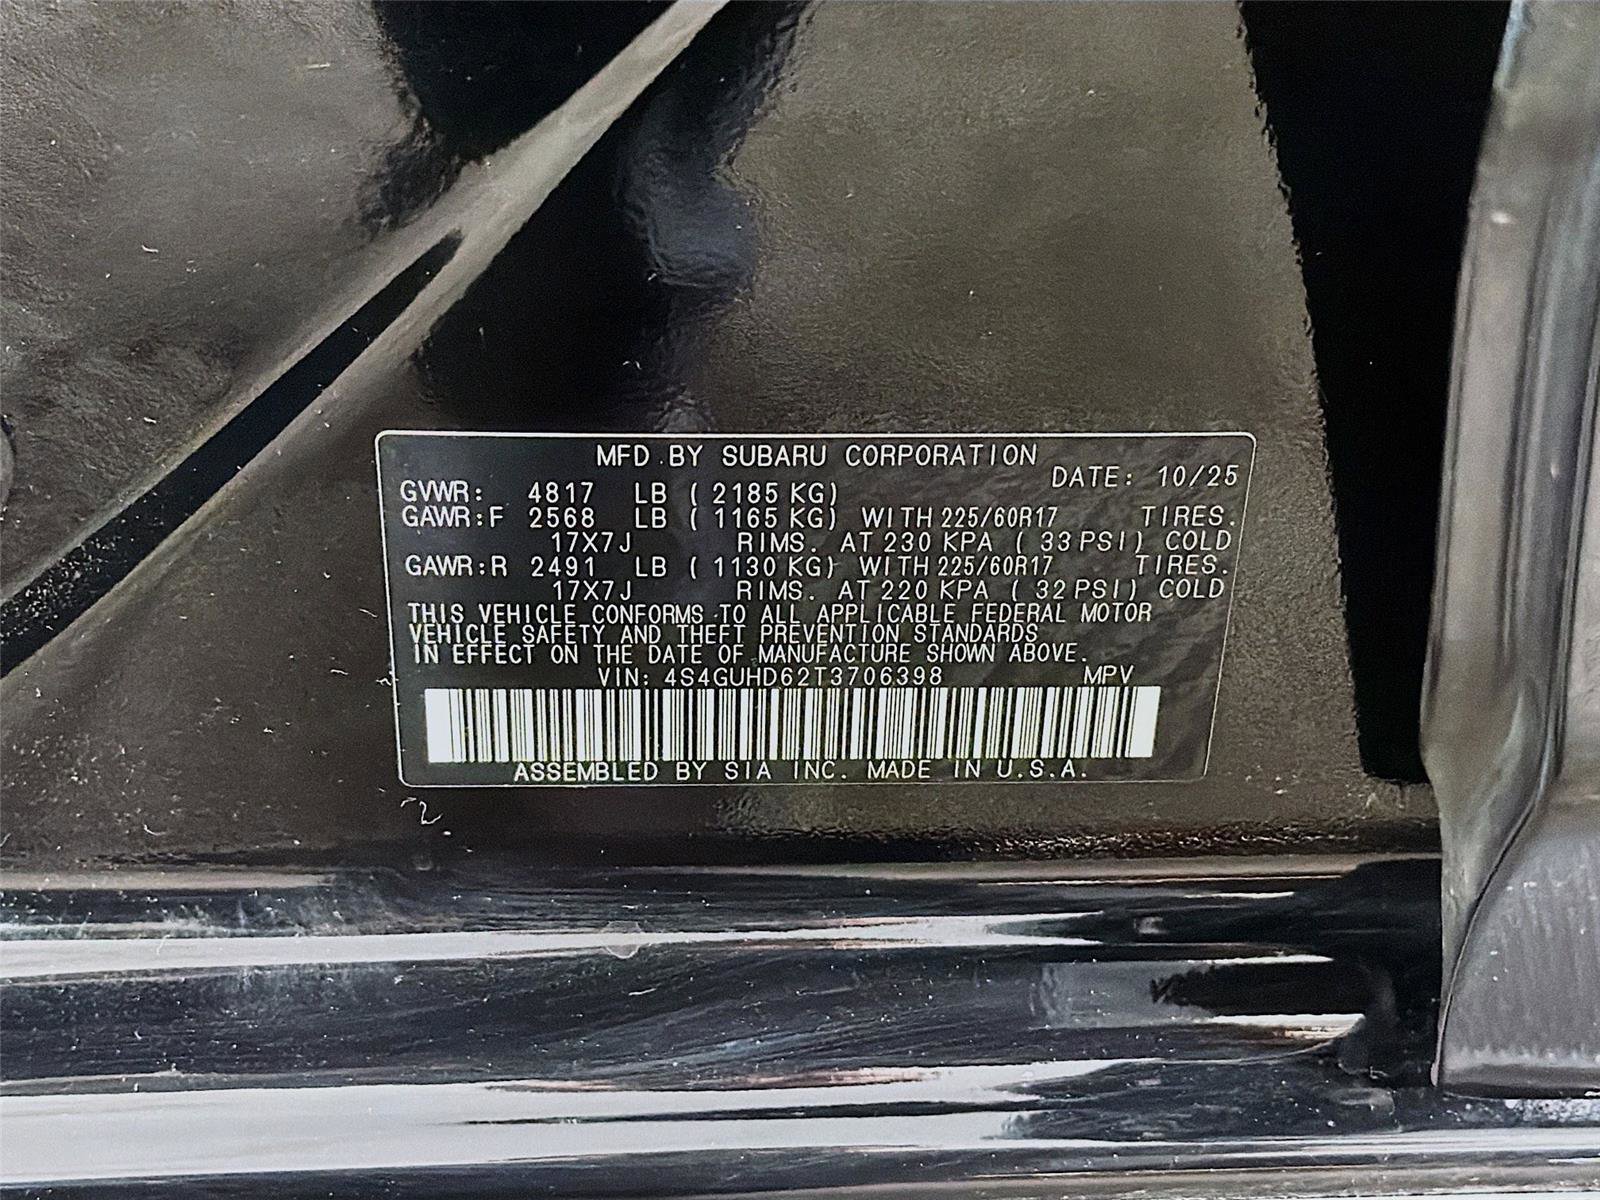 MFD.BY SUBARU CORPORATION
DATE: 10/25
GVWR: 4817 LB ( 2185 KG)
GAWR:F 2568 LB ( 1165 KG) WITH 225/60R17 TIRES.
17X7J RIMS. AT 230 KPA ( 33 PSI) COLD
GAWR:R 2491 LB ( 1130 KG) WITH 225/60R17 TIRES.
17X7J RIMS. AT 220 KPA ( 32 PSI) COLD
THIS VEHICLE CONFORMS TO ALL APPLICABLE FEDERAL MOTOR
VEHICLE SAFETY AND THEFT PREVENTION STANDARDS
IN EFFECT ON THE DATE OF MANUFACTURE SHOWN ABOVE.
VIN: 4S4GUHD62T3706398 MPV
ASSEMBLED BY SIA INC. MADE IN U.S.A.